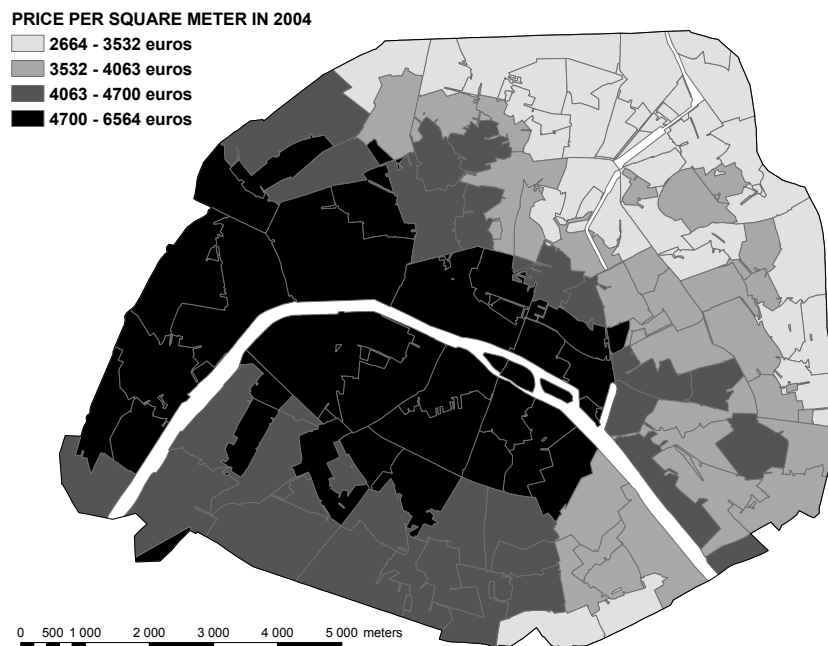 PRICE PER SQUARE METER IN 2004
2664 - 3532 euros
3532 - 4063 euros
4063 - 4700 euros
4700 - 6564 euros
0 500 1 000 2 000 3 000 4 000 5 000 meters